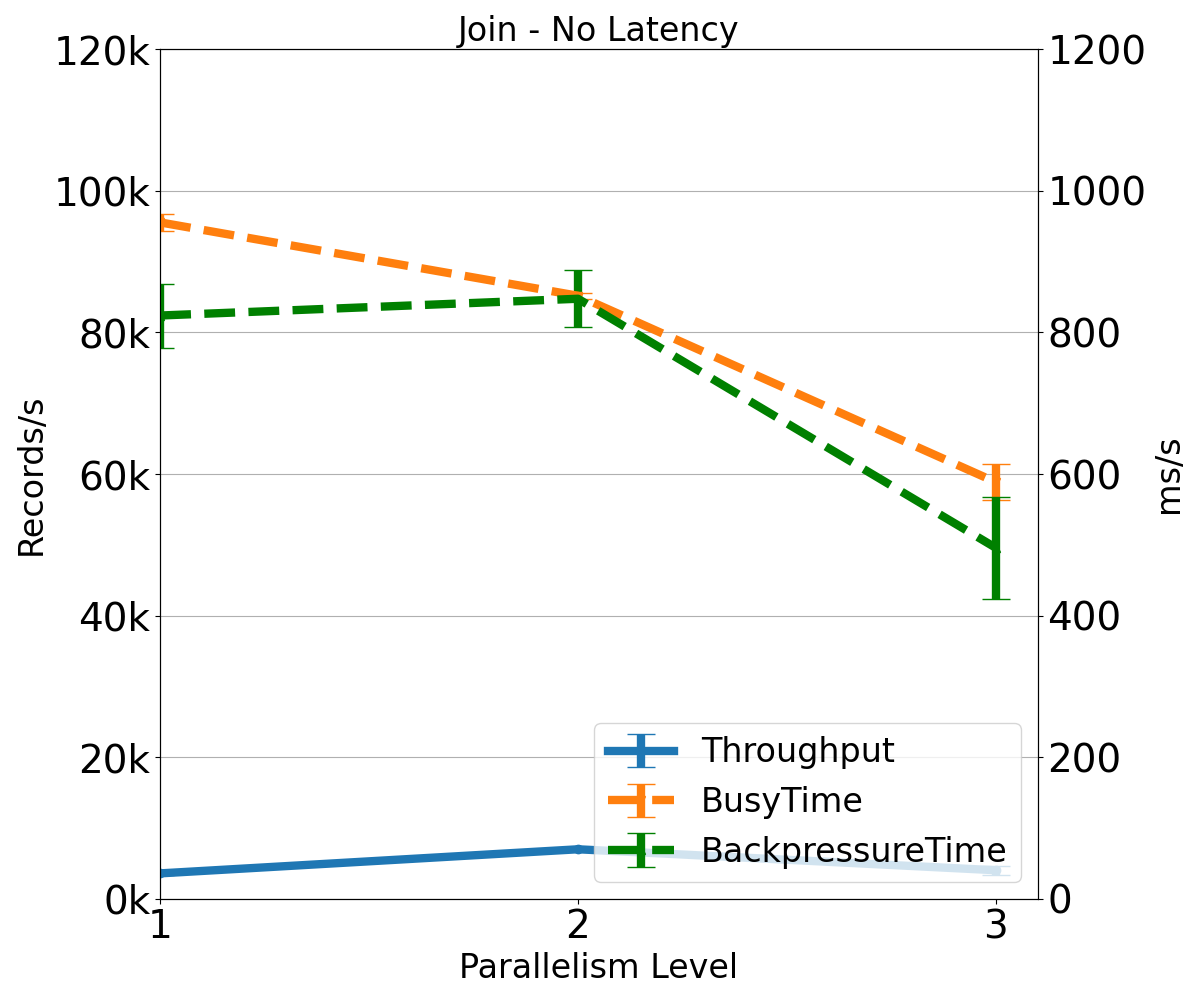 Join - No Latency
120k
100k
80k
60k
40k
20k
0k
Records/s
1200
1000
800
600
400
200
0
ms/s
Throughput
BusyTime
BackpressureTime
1 2 3
Parallelism Level